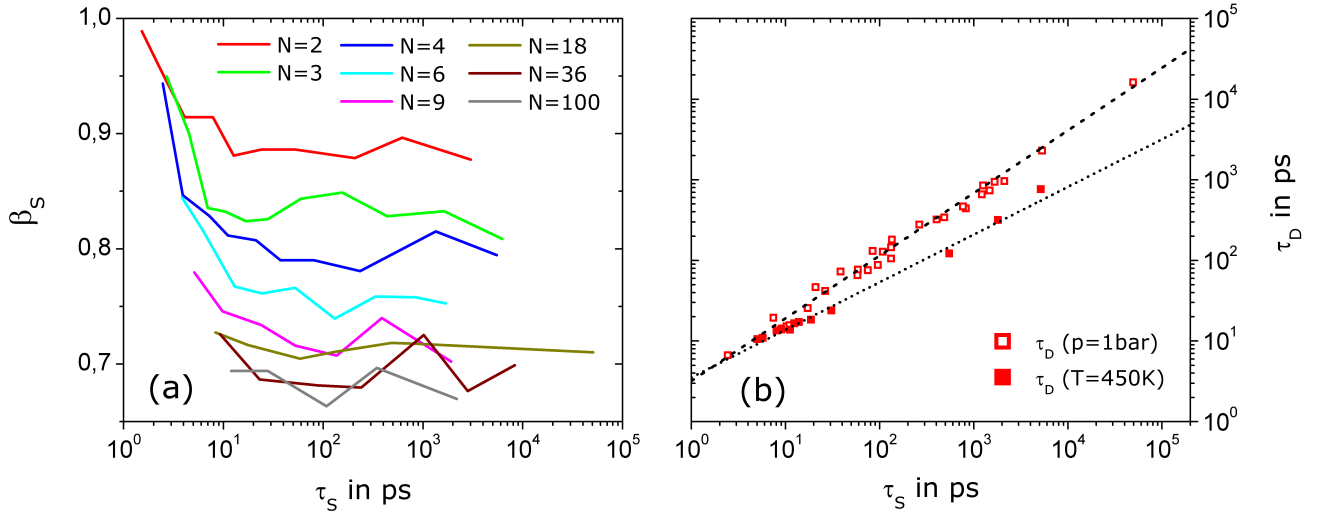 1,0
0,9
0,8
0,7
β_S
N=2 N=4 N=18
N=3 N=6 N=36
N=9 N=100
(a)
10^0 10^1 10^2 10^3 10^4 10^5
τ_S in ps
10^5
10^4
10^3
10^2
10^1
10^0
τ_D in ps
τ_D (p=1bar)
τ_D (T=450K)
(b)
10^0 10^1 10^2 10^3 10^4 10^5
τ_S in ps